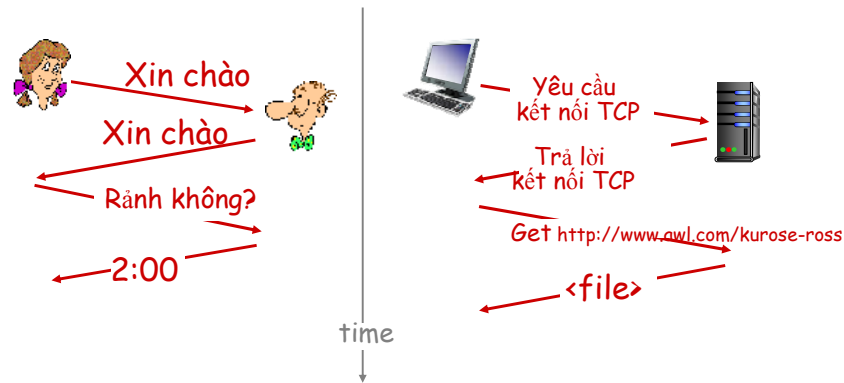 Xin chào
Xin chào
Rảnh không?
2:00
Yêu cầu
kết nối TCP
Trả lời
kết nối TCP
Get http://www.awl.com/kurose-ross
<file>
time